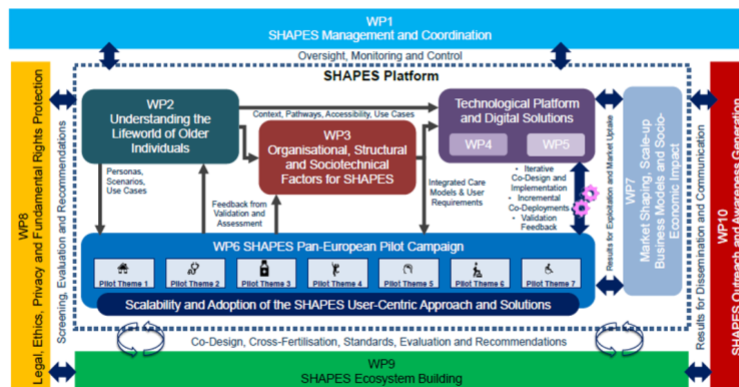 WP1
SHAPES Management and Coordination
Oversight, Monitoring and Control
SHAPES Platform
WP8
Legal, Ethics, Privacy and Fundamental Rights Protection
Screening, Evaluation and Recommendations
WP2
Understanding the
Lifeworld of Older
Individuals
Context, Pathways, Accessibility, Use Cases
WP3
Organisational, Structural
and Sociotechnical
Factors for SHAPES
Technological Platform
and Digital Solutions
WP4
WP5
Personas,
Scenarios,
Use Cases
Feedback from
Validation and
Assessment
Integrated Care
Models & User
Requirements
• Iterative
Co-Design and
Implementation
• Incremental
Co-Deployments
• Validation
Feedback
Results for Exploitation and Market Uptake
WP7
Market Shaping, Scale-up
Business Models and Socio-
Economic Impact
Results for Dissemination and Communication
WP10
SHAPES Outreach and Awareness Generation
WP6 SHAPES Pan-European Pilot Campaign
Pilot Theme 1
Pilot Theme 2
Pilot Theme 3
Pilot Theme 4
Pilot Theme 5
Pilot Theme 6
Pilot Theme 7
Scalability and Adoption of the SHAPES User-Centric Approach and Solutions
Co-Design, Cross-Fertilisation, Standards, Evaluation and Recommendations
WP9
SHAPES Ecosystem Building